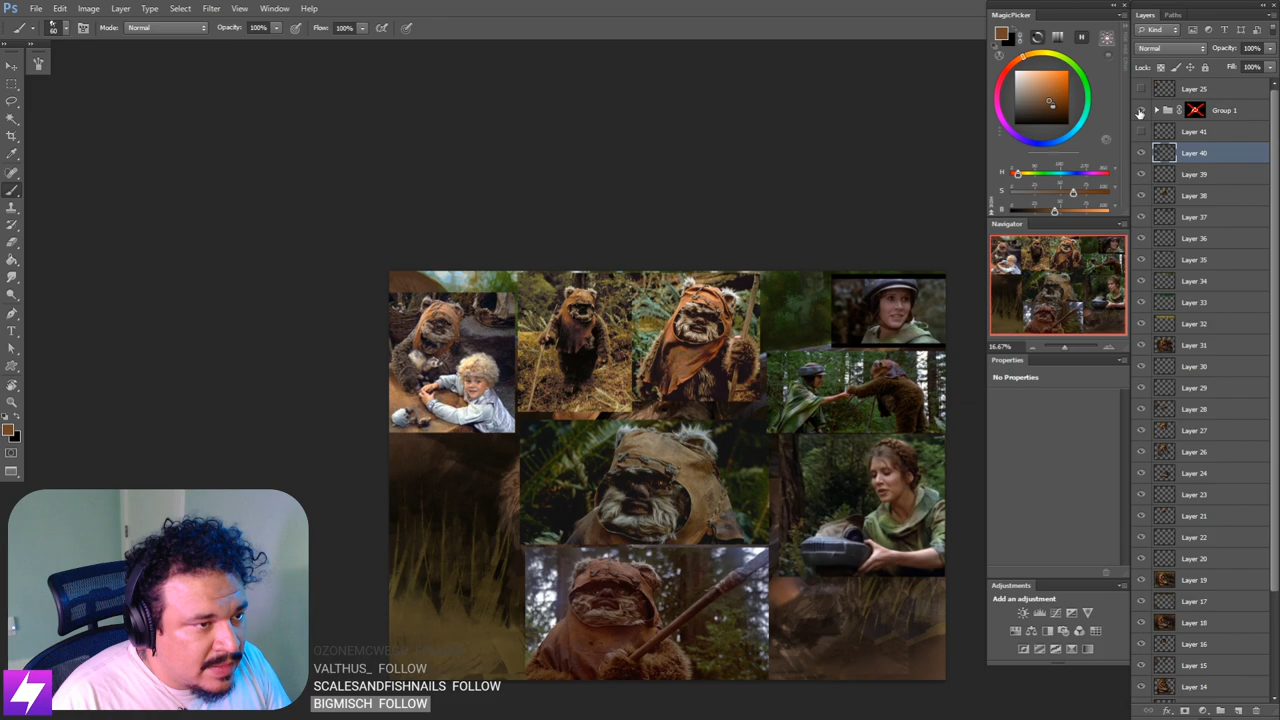 Ps File Edit Image Layer Type Select Filter View Window Help
60 Mode: Normal Opacity: 100% Flow: 100%
MagicPicker
H
H
S
B
Navigator
16.67%
Properties
No Properties
Adjustments
Add an adjustment
Layers Paths
Kind
Normal Opacity: 100%
Lock: Fill: 100%
Layer 25
Group 1
Layer 41
Layer 40
Layer 39
Layer 38
Layer 37
Layer 36
Layer 35
Layer 34
Layer 33
Layer 32
Layer 31
Layer 30
Layer 29
Layer 28
Layer 27
Layer 26
Layer 24
Layer 23
Layer 21
Layer 22
Layer 20
Layer 19
Layer 17
Layer 18
Layer 16
Layer 15
Layer 14
VALTHUS_ FOLLOW
SCALESANDFISHNAILS FOLLOW
BIGMISCH FOLLOW